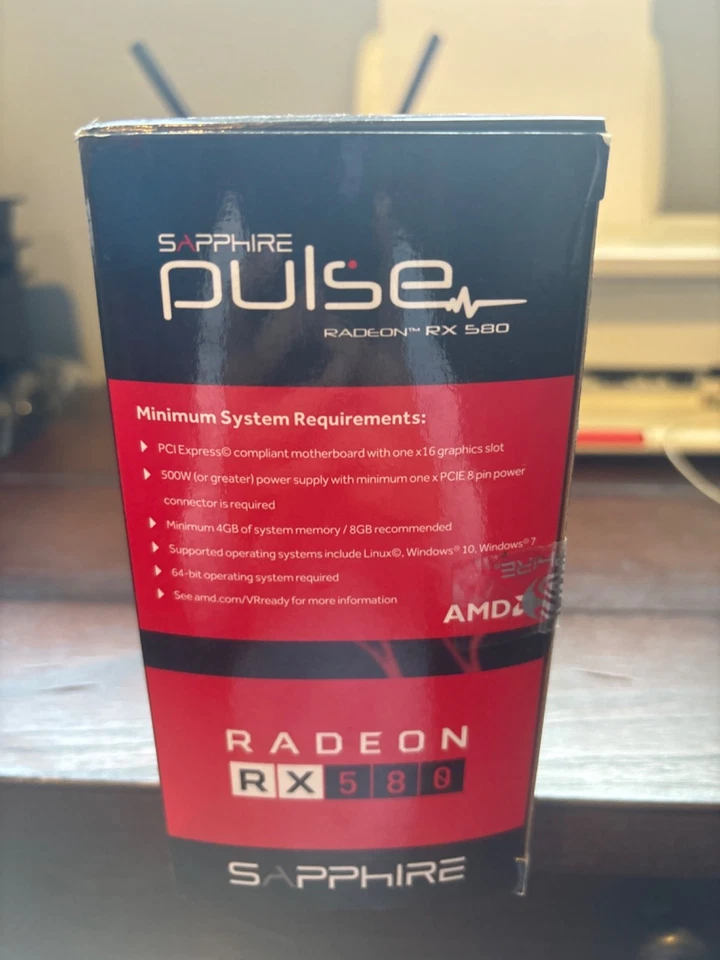 SAPPHIRE
pulse
RADEON™ RX 580
Minimum System Requirements:
PCI Express© compliant motherboard with one x16 graphics slot
500W (or greater) power supply with minimum one x PCIE 8 pin power
connector is required
Minimum 4GB of system memory / 8GB recommended
Supported operating systems include Linux©, Windows® 10, Windows® 7
64-bit operating system required
See amd.com/VRready for more information
AMD
RADEON
RX 580
SAPPHIRE